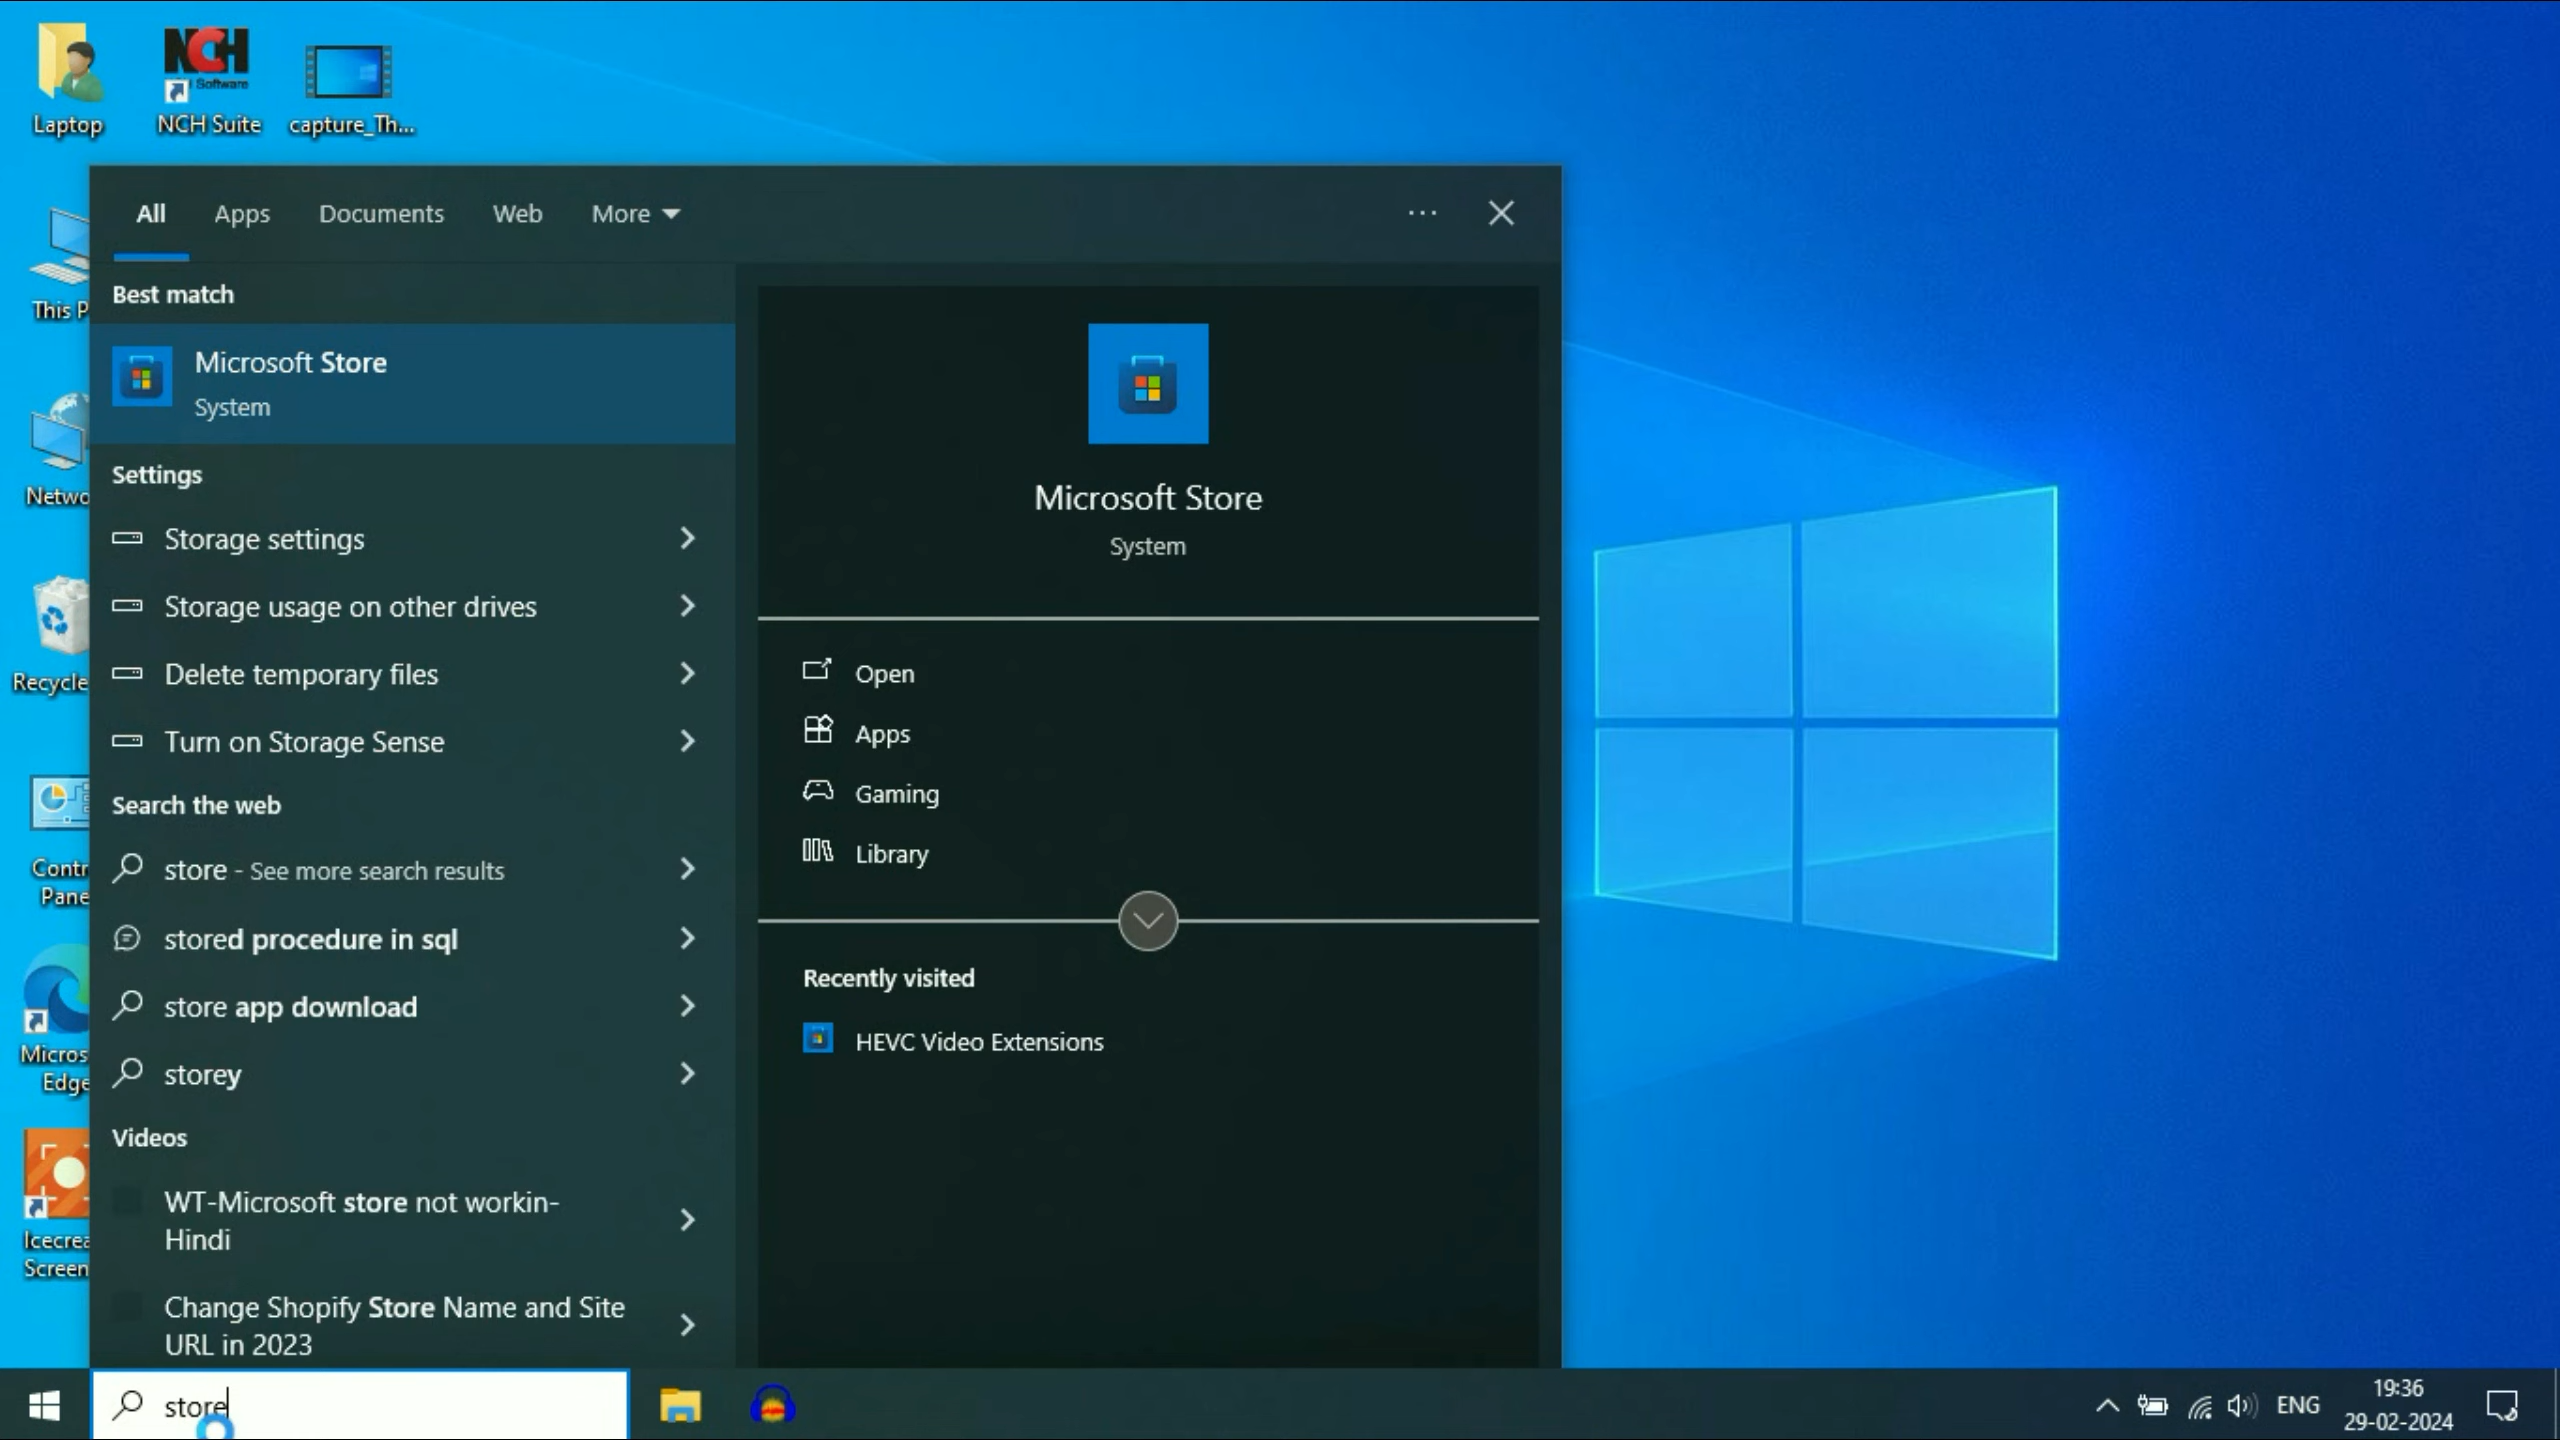 NCH
Software
Laptop
NCH Suite
capture_Th...
This P
Netwo
Recycle
Contr
Pane
Micros
Edge
Icecrea
Screen
All
Apps
Documents
Web
More
Best match
Microsoft Store
System
Settings
Storage settings
Storage usage on other drives
Delete temporary files
Turn on Storage Sense
Search the web
store - See more search results
stored procedure in sql
store app download
storey
Videos
WT-Microsoft store not workin-
Hindi
Change Shopify Store Name and Site
URL in 2023
Microsoft Store
System
Open
Apps
Gaming
Library
Recently visited
HEVC Video Extensions
store
ENG
19:36
29-02-2024